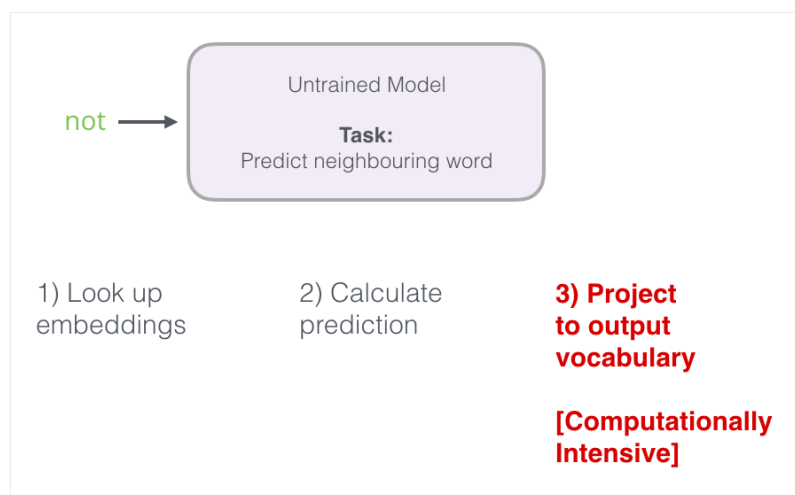 Untrained Model
not
Task:
Predict neighbouring word
1) Look up
embeddings
2) Calculate
prediction
3) Project
to output
vocabulary
[Computationally
Intensive]